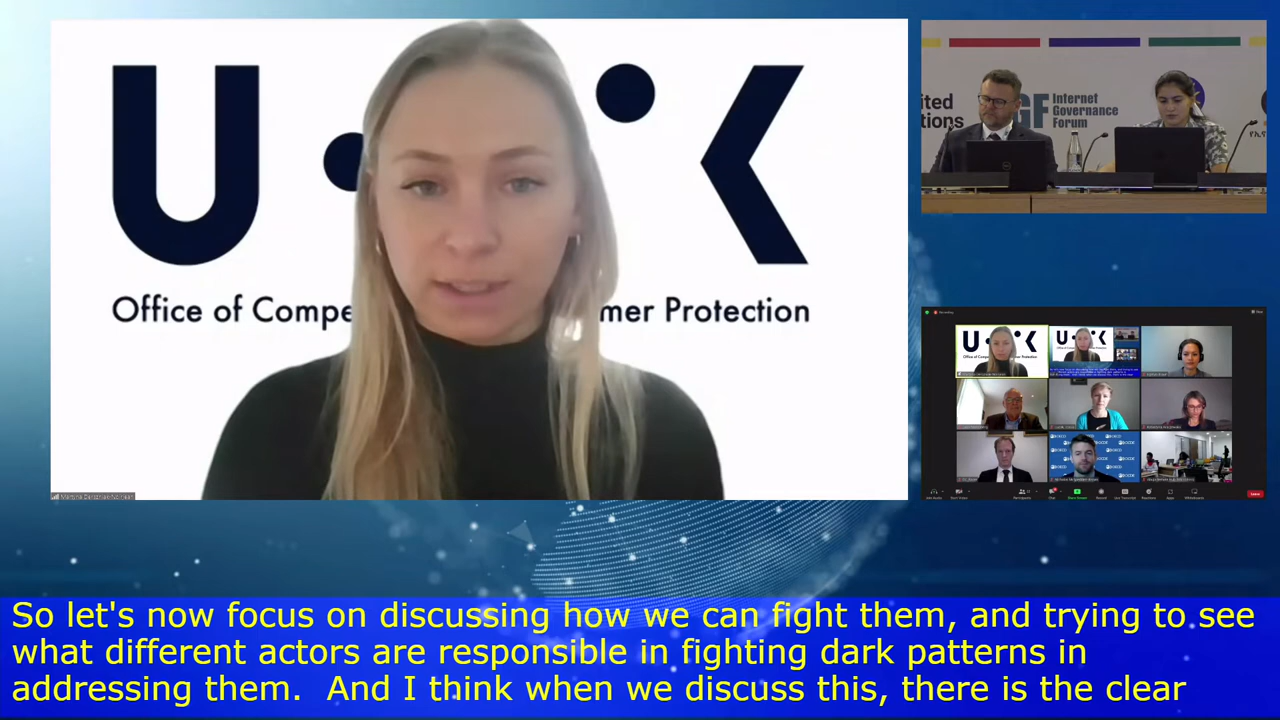 U K
Office of Compe mer Protection
ited
tions
GF
Internet
Governance
Forum
So let's now focus on discussing how we can fight them, and trying to see
what different actors are responsible in fighting dark patterns in
addressing them.  And I think when we discuss this, there is the clear